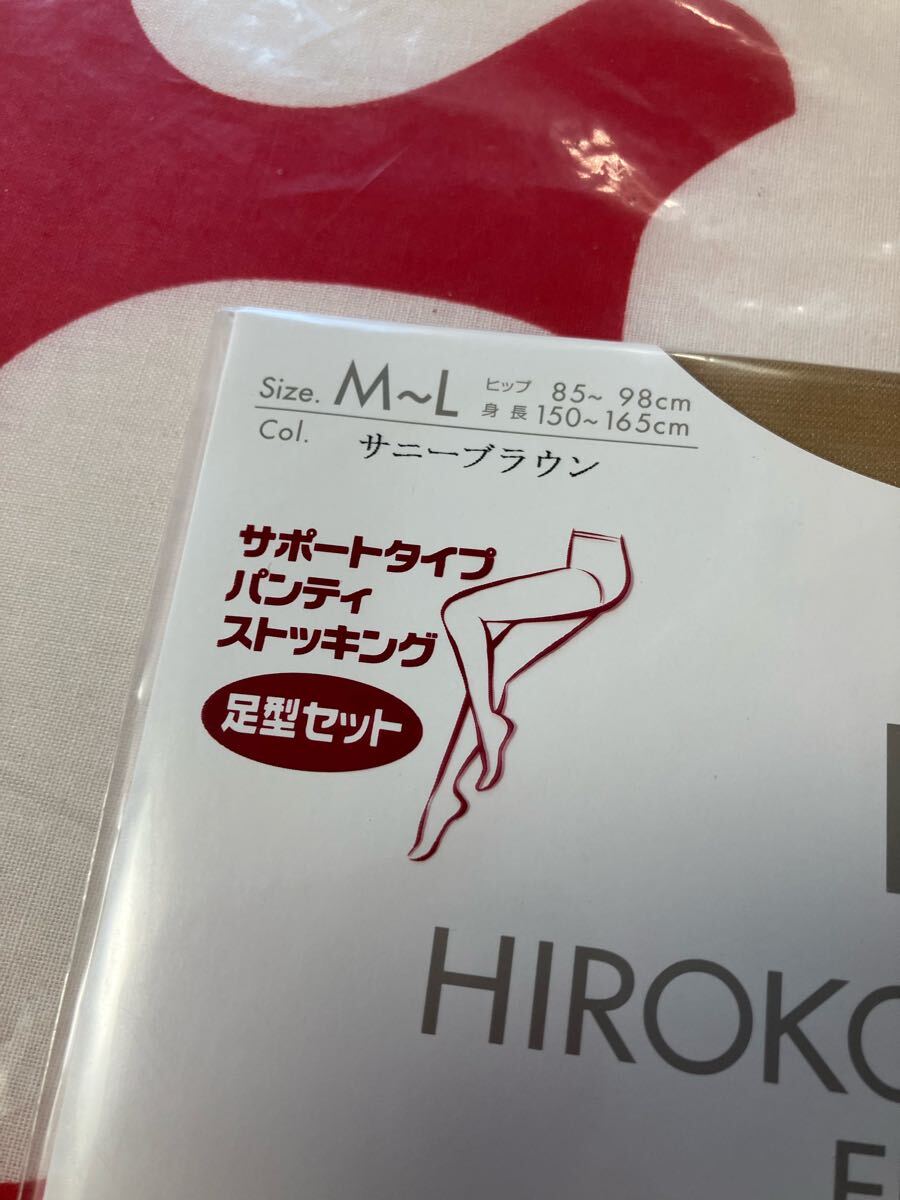 Size. M~L ヒップ 85~ 98cm
身長 150~165cm
Col. サニーブラウン
サポートタイプ
パンティ
ストッキング
足型セット
HIROKO